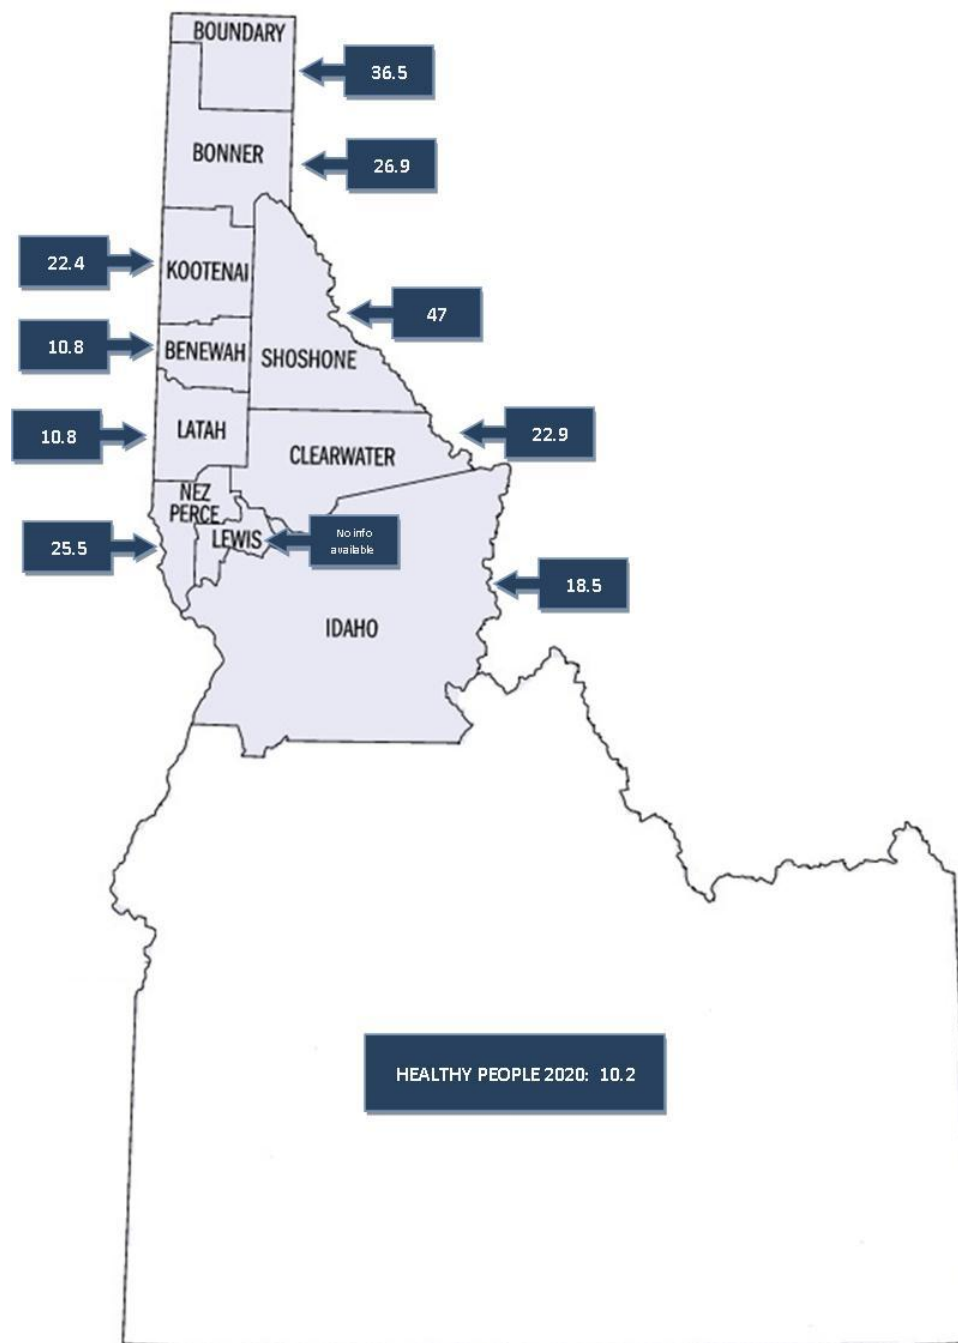 BOUNDARY
36.5
BONNER
26.9
22.4
KOOTENAI
47
10.8
BENEWAH
SHOSHONE
10.8
LATAH
22.9
CLEARWATER
NEZ
PERCE
25.5
LEWIS
No info
available
18.5
IDAHO
HEALTHY PEOPLE 2020: 10.2